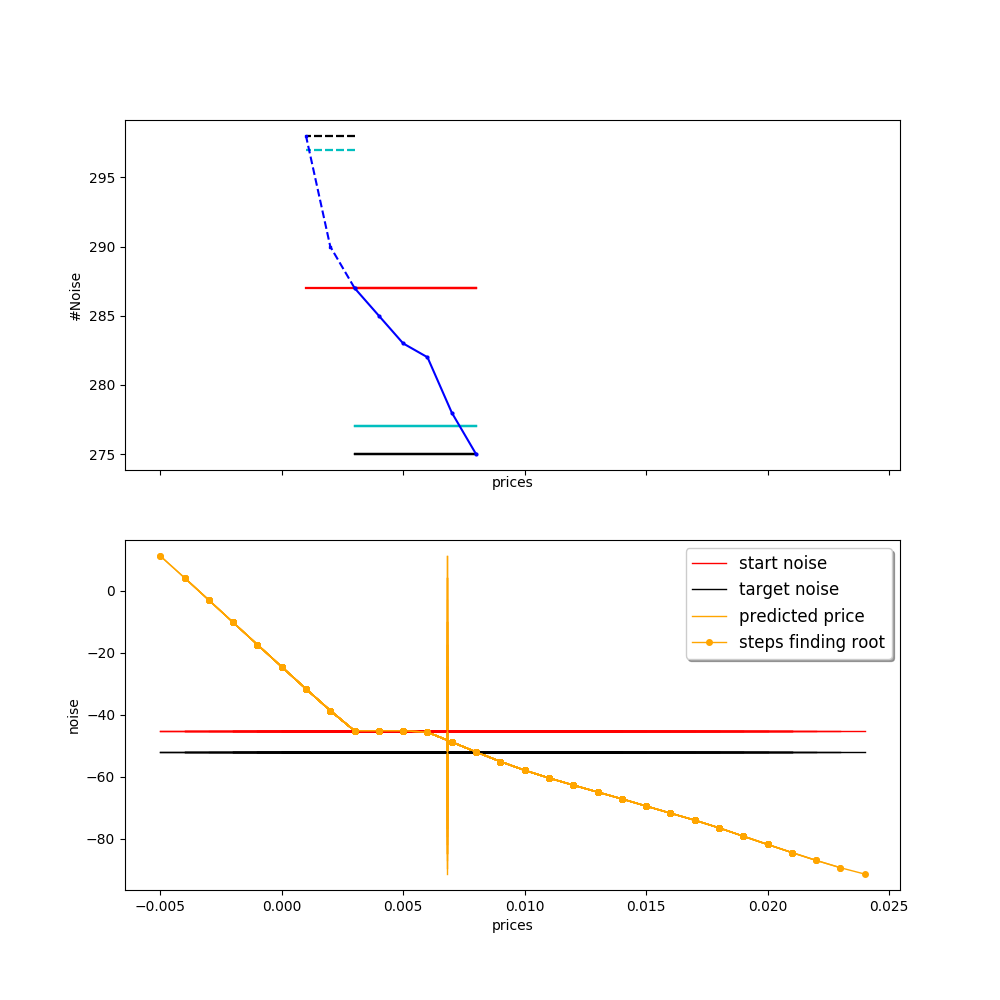 295
290
285
280
275
#Noise
prices
start noise
target noise
predicted price
steps finding root
0
−20
−40
−60
−80
noise
−0.005 0.000 0.005 0.010 0.015 0.020 0.025
prices